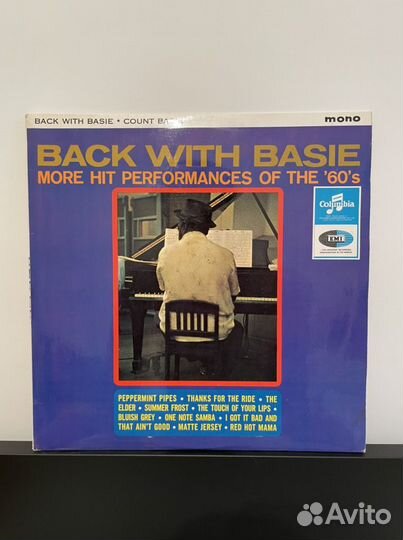 BACK WITH BASIE • COUNT BA
mono
BACK WITH BASIE
MORE HIT PERFORMANCES OF THE '60's
Columbia
EMI
PEPPERMINT PIPES • THANKS FOR THE RIDE • THE
ELDER • SUMMER FROST • THE TOUCH OF YOUR LIPS •
BLUISH GREY • ONE NOTE SAMBA • I GOT IT BAD AND
THAT AIN'T GOOD • MATTE JERSEY • RED HOT MAMA
Avito